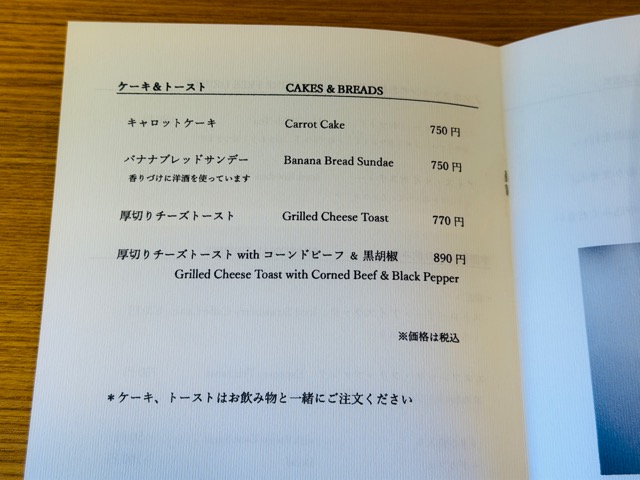 ケーキ&トースト CAKES & BREADS
キャロットケーキ Carrot Cake 750円
バナナブレッドサンデー Banana Bread Sundae 750円
香りづけに洋酒を使っています
厚切りチーズトースト Grilled Cheese Toast 770円
厚切りチーズトースト with コーンドビーフ & 黒胡椒 890円
Grilled Cheese Toast with Corned Beef & Black Pepper
※価格は税込
*ケーキ、トーストはお飲み物と一緒にご注文ください